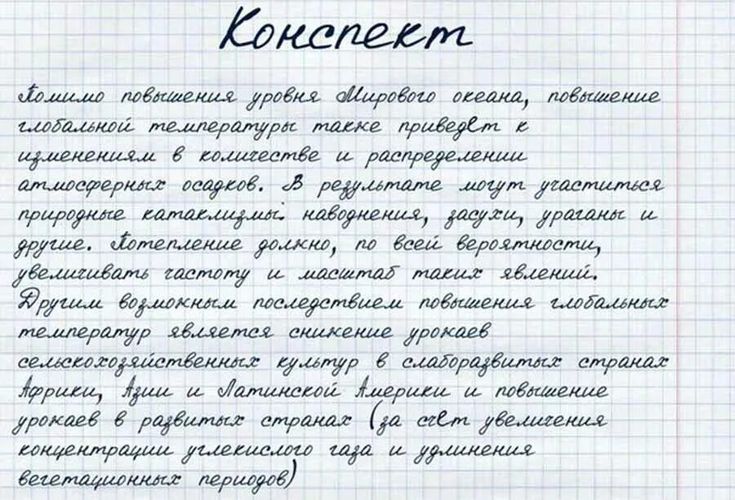 Конспект
Помимо повышения уровня Мирового океана, повышение
глобальной температуры также приведёт к
изменениям в количестве и распределении
атмосферных осадков. В результате могут участиться
природные катаклизмы: наводнения, засухи, ураганы и
другие. Потепление должно, по всей вероятности,
увеличивать частоту и масштаб таких явлений.
Другим возможным последствием повышения глобальных
температур является снижение урожаев
сельскохозяйственных культур в слаборазвитых странах
Африки, Азии и Латинской Америки и повышение
урожаев в развитых странах (за счёт увеличения
концентрации углекислого газа и удлинения
вегетационных периодов)